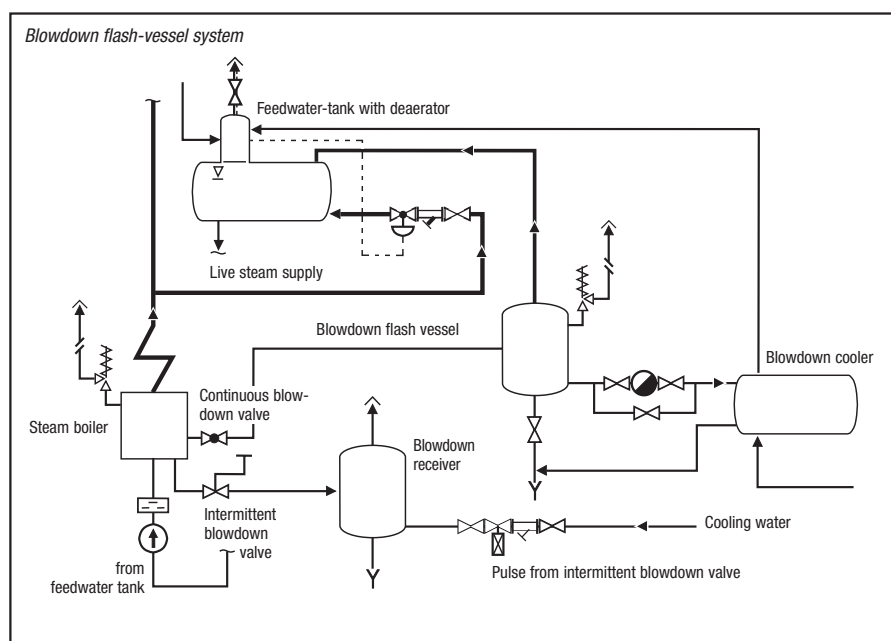 Blowdown flash-vessel system
Feedwater-tank with deaerator
Live steam supply
Blowdown flash vessel
Blowdown cooler
Continuous blow-
down valve
Steam boiler
Blowdown
receiver
Intermittent
blowdown
valve
Cooling water
from
feedwater tank
Pulse from intermittent blowdown valve